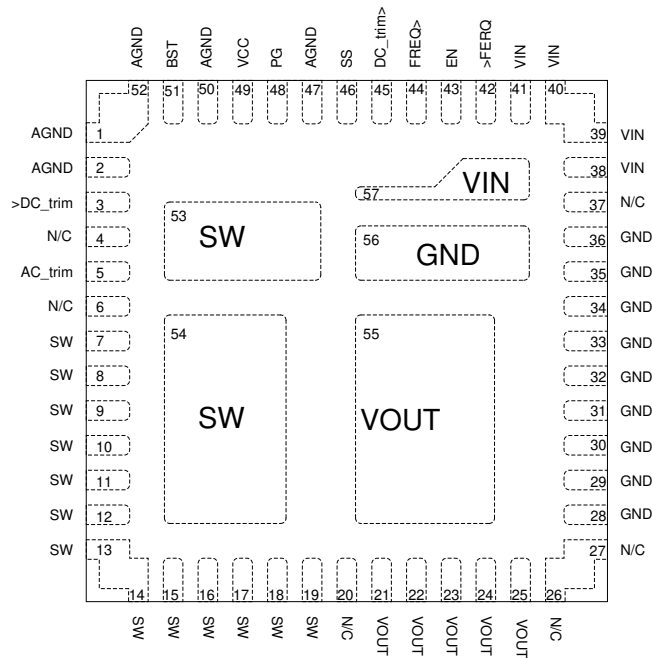 AGND BST AGND VCC PG AGND SS DC_trim> FREQ> EN >FERQ VIN VIN
52 51 50 49 48 47 46 45 44 43 42 41 40
AGND 1 39 VIN
AGND 2 38 VIN
57 VIN
>DC_trim 3 37 N/C
53 SW
N/C 4 36 GND
56 GND
AC_trim 5 35 GND
N/C 6 34 GND
SW 7 33 GND
54 SW
55 VOUT
SW 8 32 GND
SW 9 31 GND
SW 10 30 GND
SW 11 29 GND
SW 12 28 GND
SW 13 27 N/C
14 15 16 17 18 19 20 21 22 23 24 25 26
SW SW SW SW SW SW N/C VOUT VOUT VOUT VOUT VOUT N/C